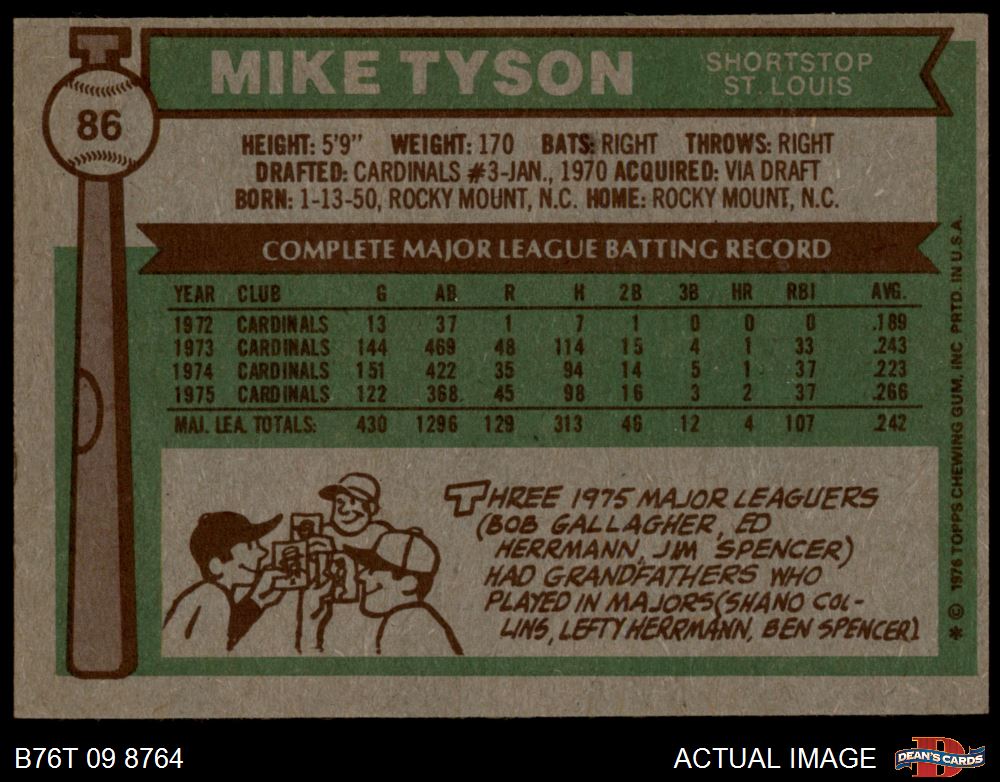 MIKE TYSON
SHORTSTOP
ST. LOUIS
86
HEIGHT: 5'9" WEIGHT: 170 BATS: RIGHT THROWS: RIGHT
DRAFTED: CARDINALS #3-JAN., 1970 ACQUIRED: VIA DRAFT
BORN: 1-13-50, ROCKY MOUNT, N.C. HOME: ROCKY MOUNT, N.C.
COMPLETE MAJOR LEAGUE BATTING RECORD
YEAR CLUB G AB R H 2B 3B HR RBI AVG.
1972 CARDINALS 13 37 1 7 1 0 0 0 .189
1973 CARDINALS 144 469 48 114 15 4 1 33 .243
1974 CARDINALS 151 422 35 94 14 5 1 37 .223
1975 CARDINALS 122 368 45 98 16 3 2 37 .266
MAJ. LEA. TOTALS: 430 1296 129 313 46 12 4 107 .242
THREE 1975 MAJOR LEAGUERS
(BOB GALLAGHER, ED
HERRMANN, JIM SPENCER)
HAD GRANDFATHERS WHO
PLAYED IN MAJORS (SHANO COL-
LINS, LEFTY HERRMANN, BEN SPENCER)
* © 1976 TOPPS CHEWING GUM, INC PRTD. IN U.S.A.
B76T 09 8764
ACTUAL IMAGE
D
DEAN'S CARDS